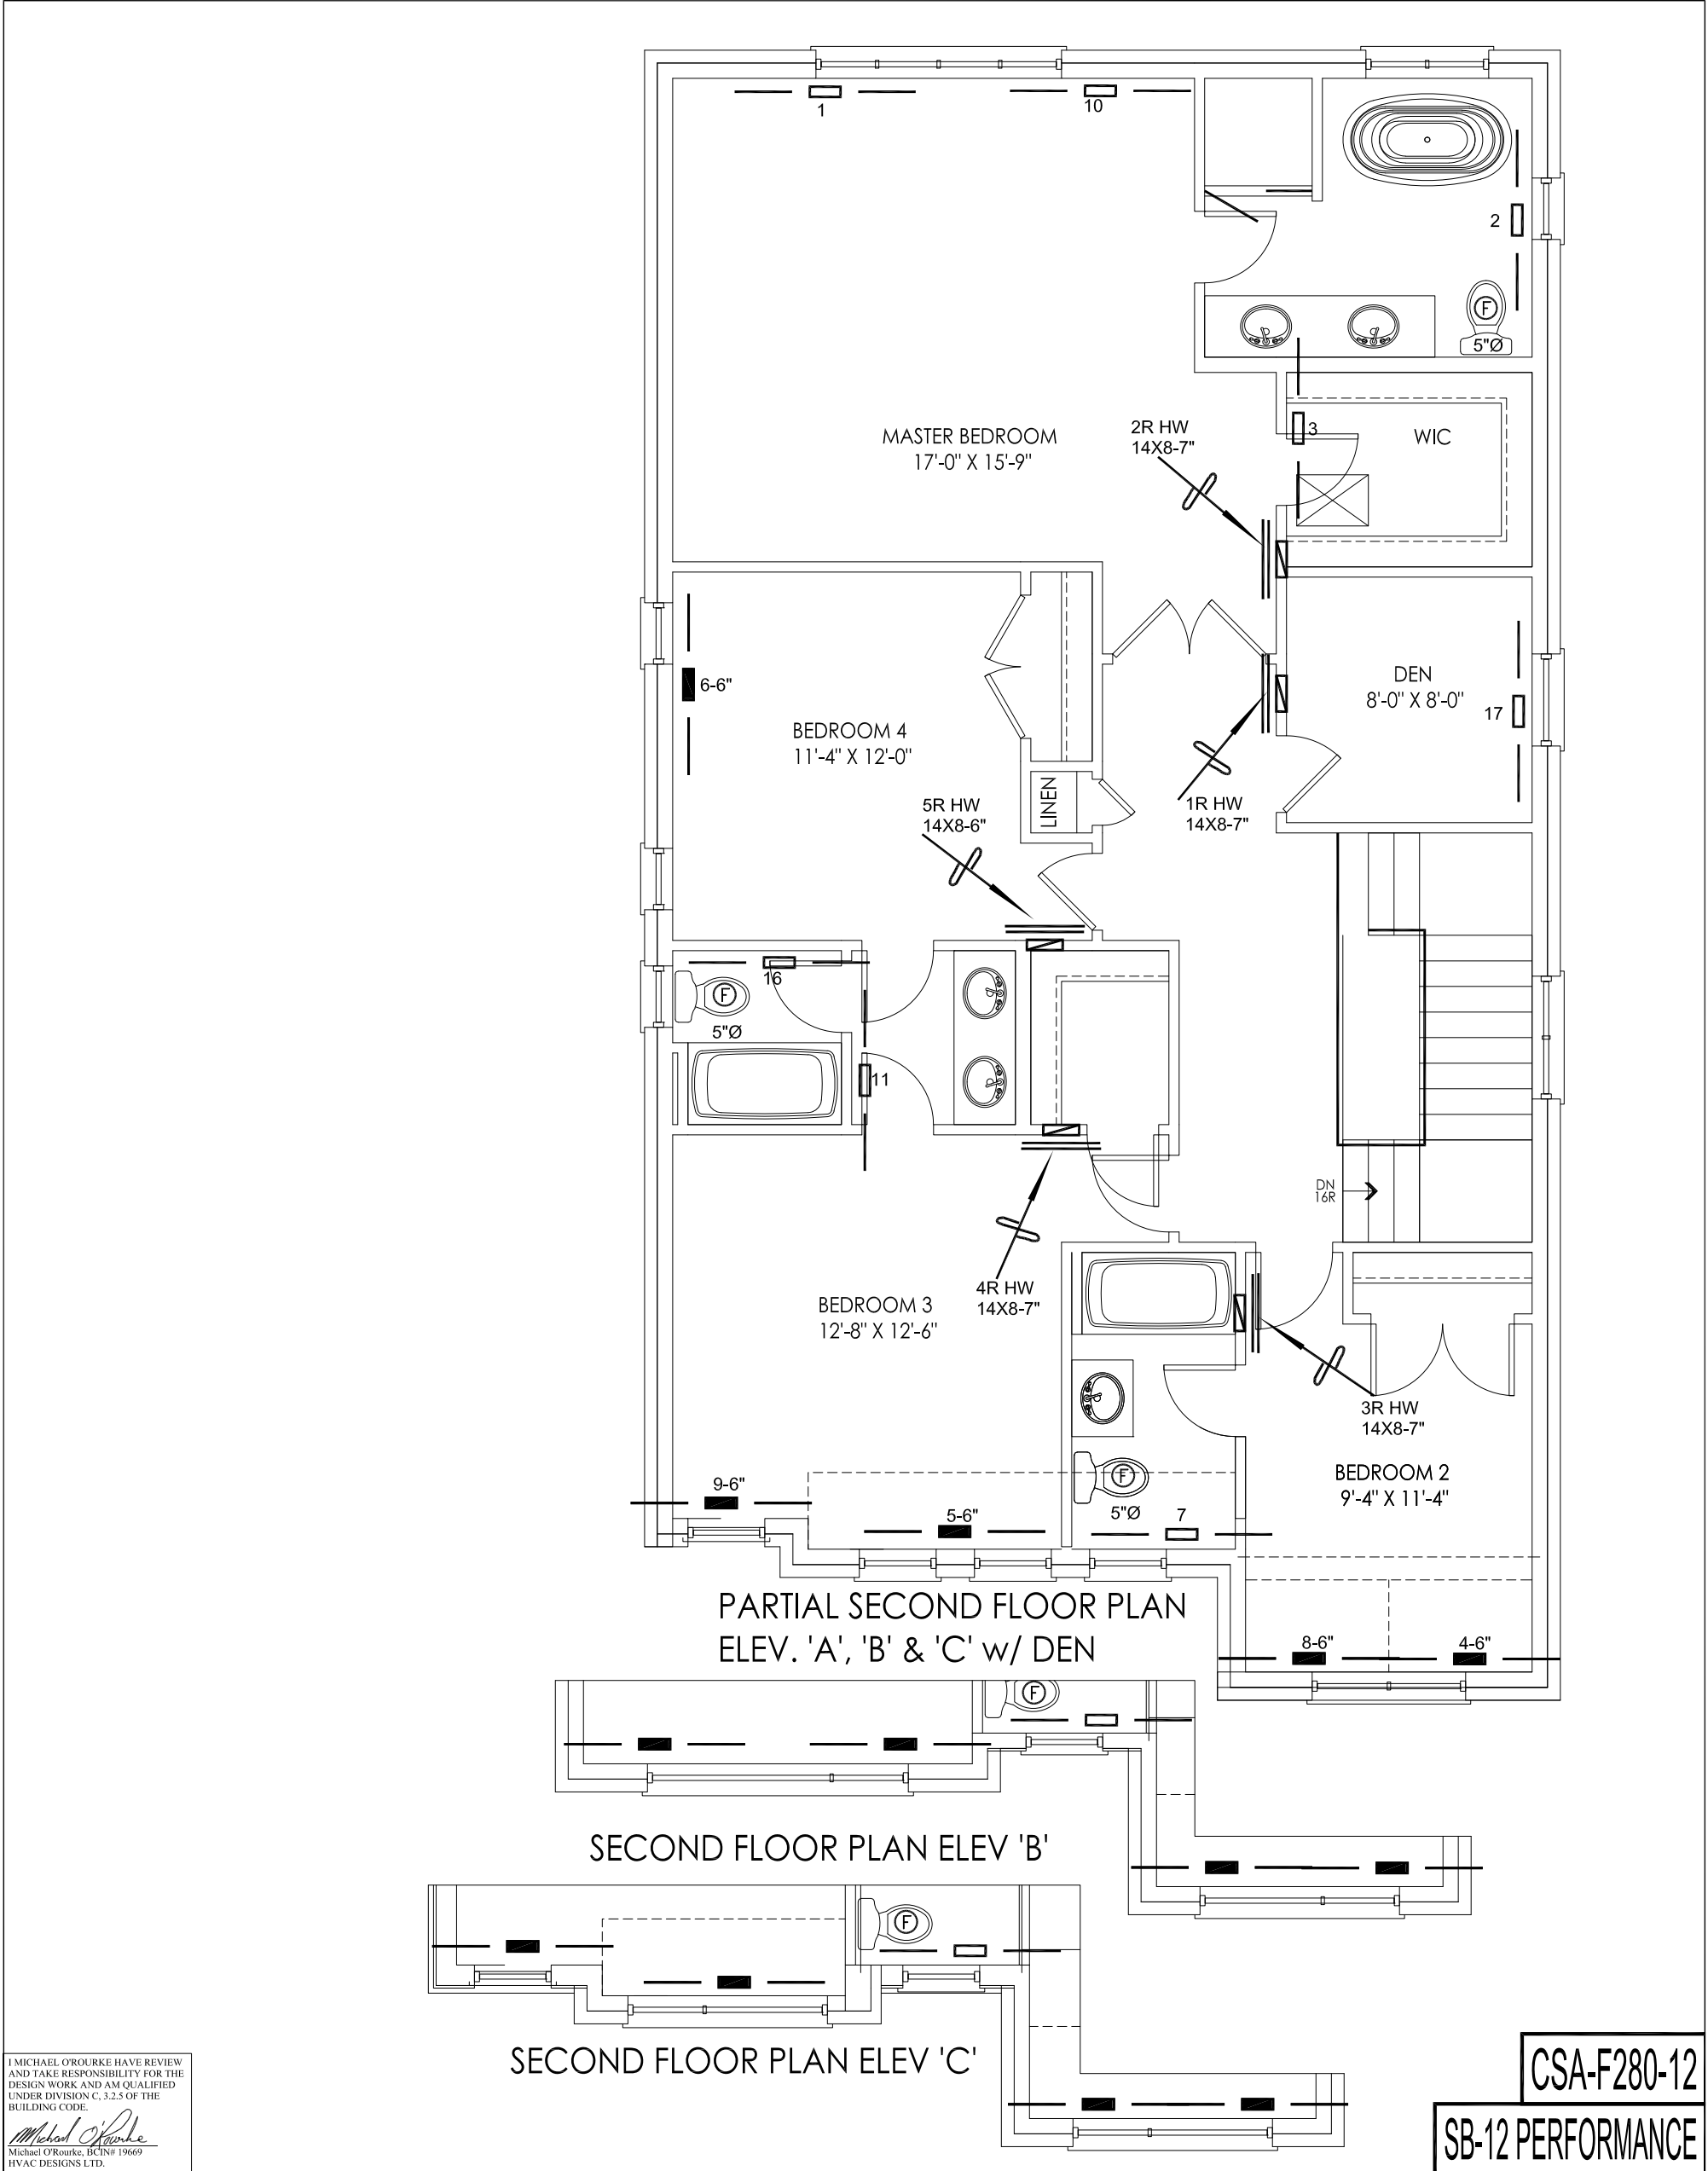 1
10
2
F
5"Ø
MASTER BEDROOM
17'-0" X 15'-9"
2R HW
14X8-7"
3
WIC
6-6"
BEDROOM 4
11'-4" X 12'-0"
DEN
8'-0" X 8'-0"
17
LINEN
5R HW
14X8-6"
1R HW
14X8-7"
16
F
5"Ø
11
DN
16R
4R HW
14X8-7"
BEDROOM 3
12'-8" X 12'-6"
3R HW
14X8-7"
BEDROOM 2
9'-4" X 11'-4"
9-6"
5-6"
F
5"Ø
7
8-6"
4-6"
PARTIAL SECOND FLOOR PLAN
ELEV. 'A', 'B' & 'C' w/ DEN
F
SECOND FLOOR PLAN ELEV 'B'
F
SECOND FLOOR PLAN ELEV 'C'
I MICHAEL O'ROURKE HAVE REVIEW
AND TAKE RESPONSIBILITY FOR THE
DESIGN WORK AND AM QUALIFIED
UNDER DIVISION C, 3.2.5 OF THE
BUILDING CODE.
Michael O'Rourke
Michael O'Rourke, BCIN# 19669
HVAC DESIGNS LTD.
CSA-F280-12
SB-12 PERFORMANCE